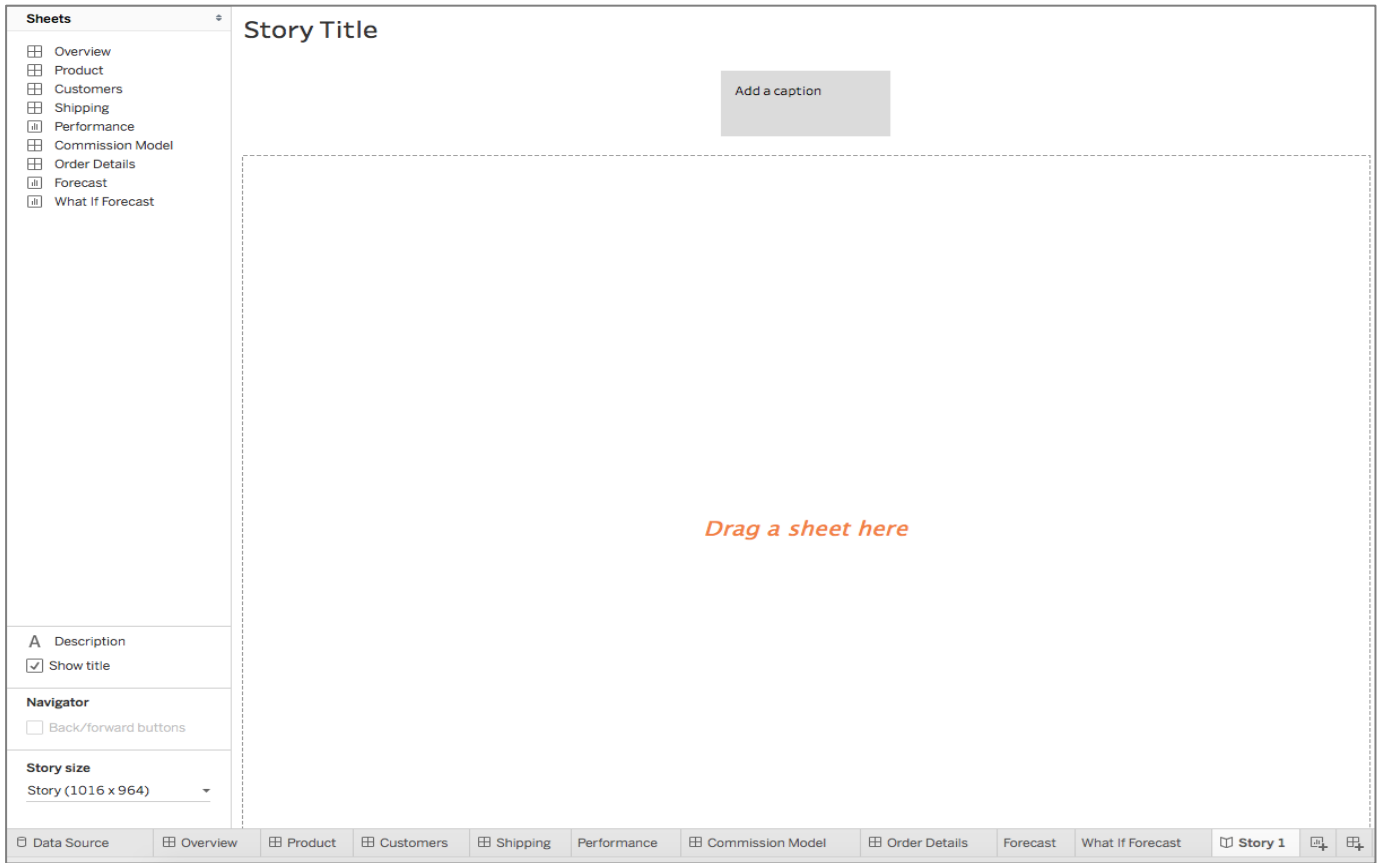 Sheets
Overview
Product
Customers
Shipping
Performance
Commission Model
Order Details
Forecast
What If Forecast
A Description
Show title
Navigator
Back/forward buttons
Story size
Story (1016 x 964)
Story Title
Add a caption
Drag a sheet here
Data Source Overview Product Customers Shipping Performance Commission Model Order Details Forecast What If Forecast Story 1